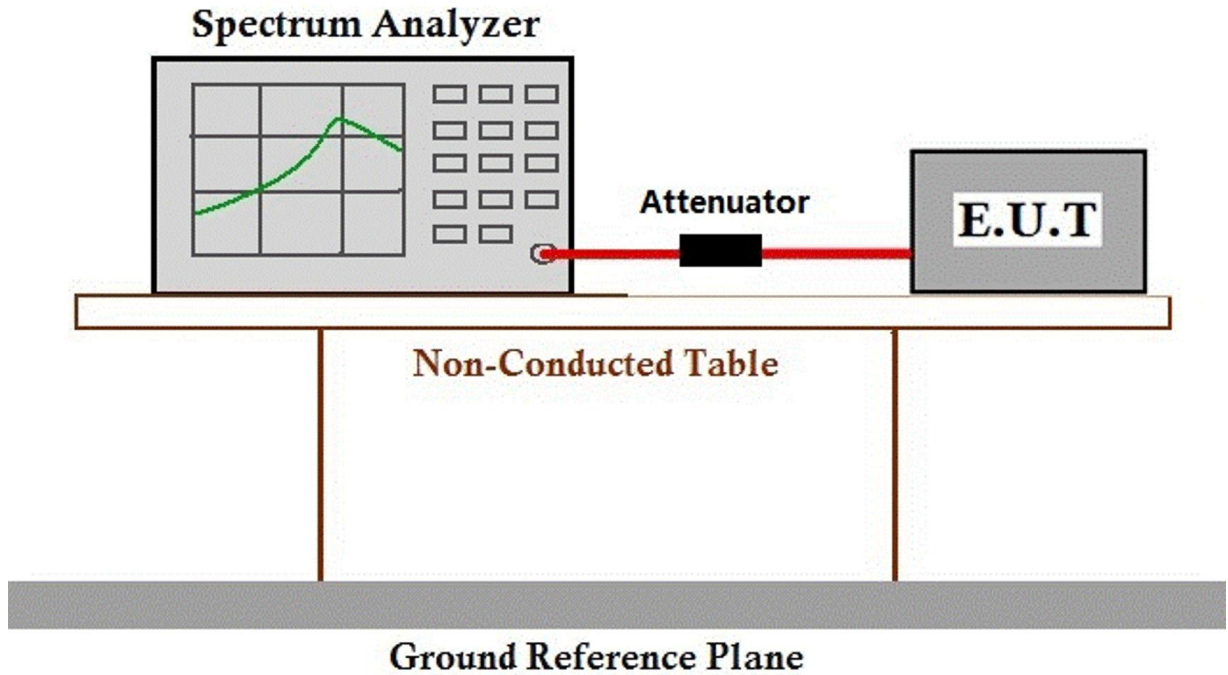 Spectrum Analyzer
Attenuator
E.U.T
Non-Conducted Table
Ground Reference Plane